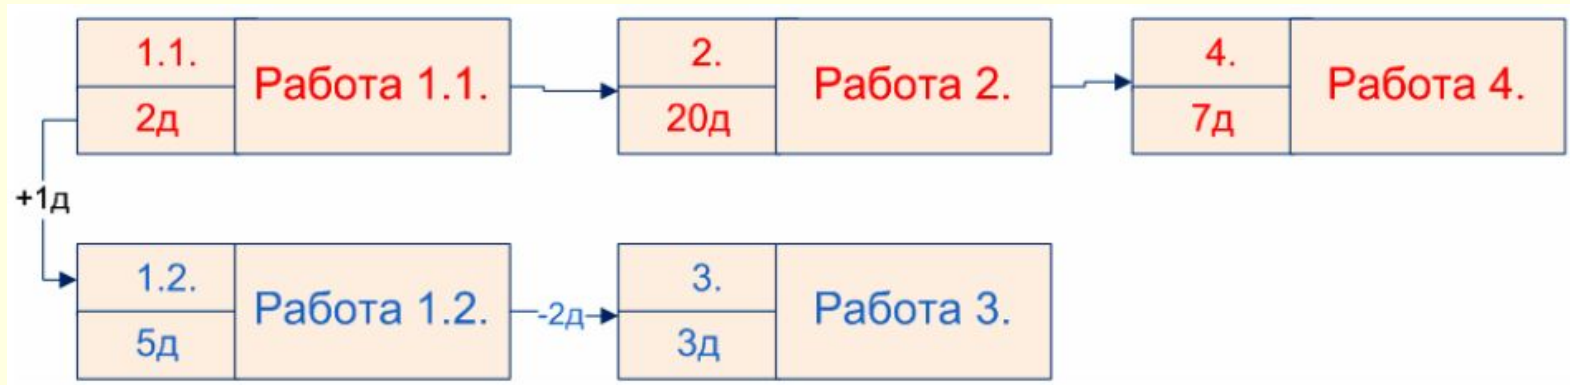 1.1.
2д
Работа 1.1.
2.
20д
Работа 2.
4.
7д
Работа 4.
+1д
1.2.
5д
Работа 1.2.
-2д
3.
3д
Работа 3.